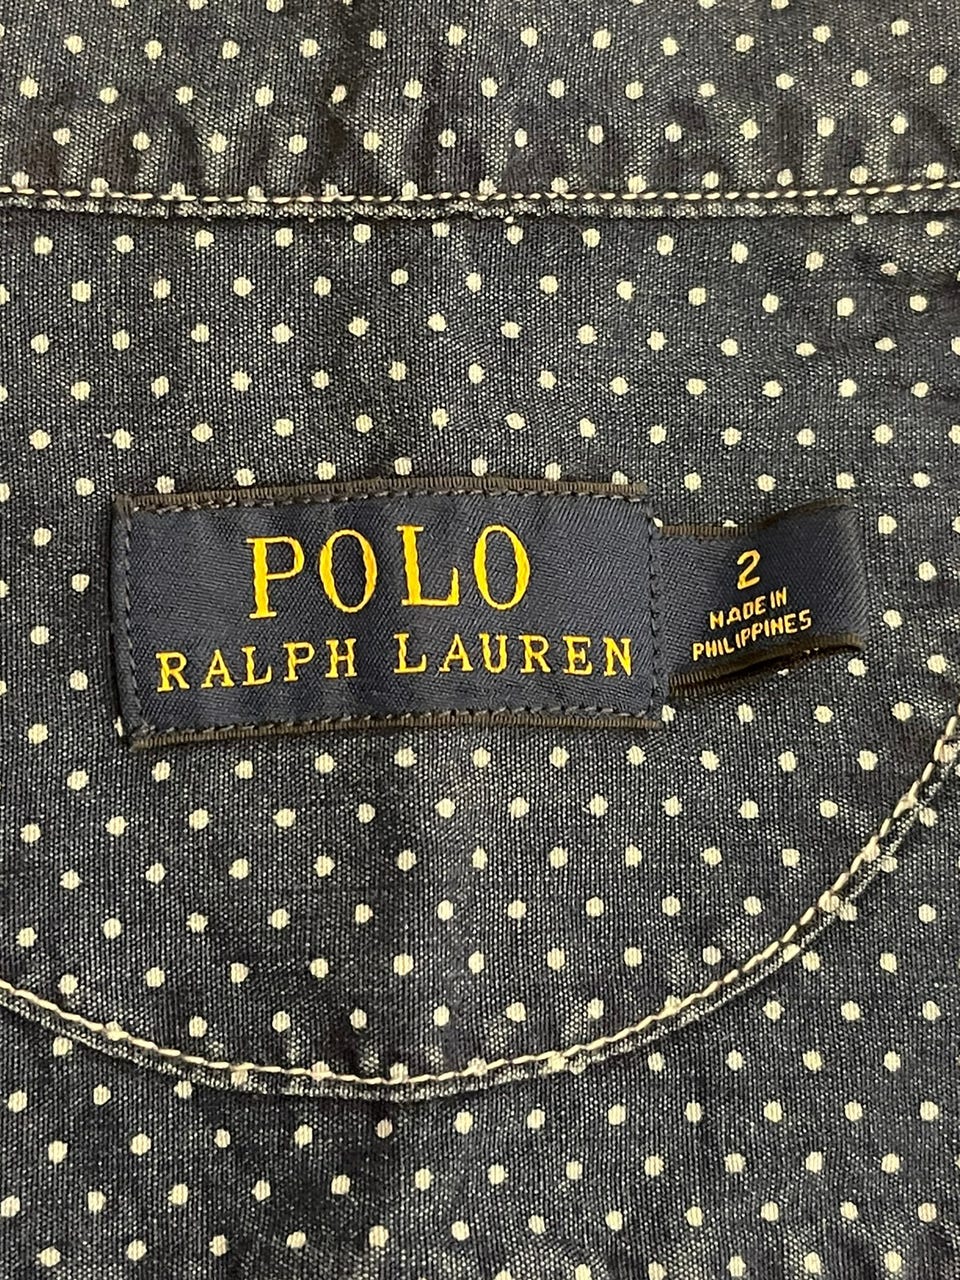 POLO
RALPH LAUREN
2
MADE IN
PHILIPPINES